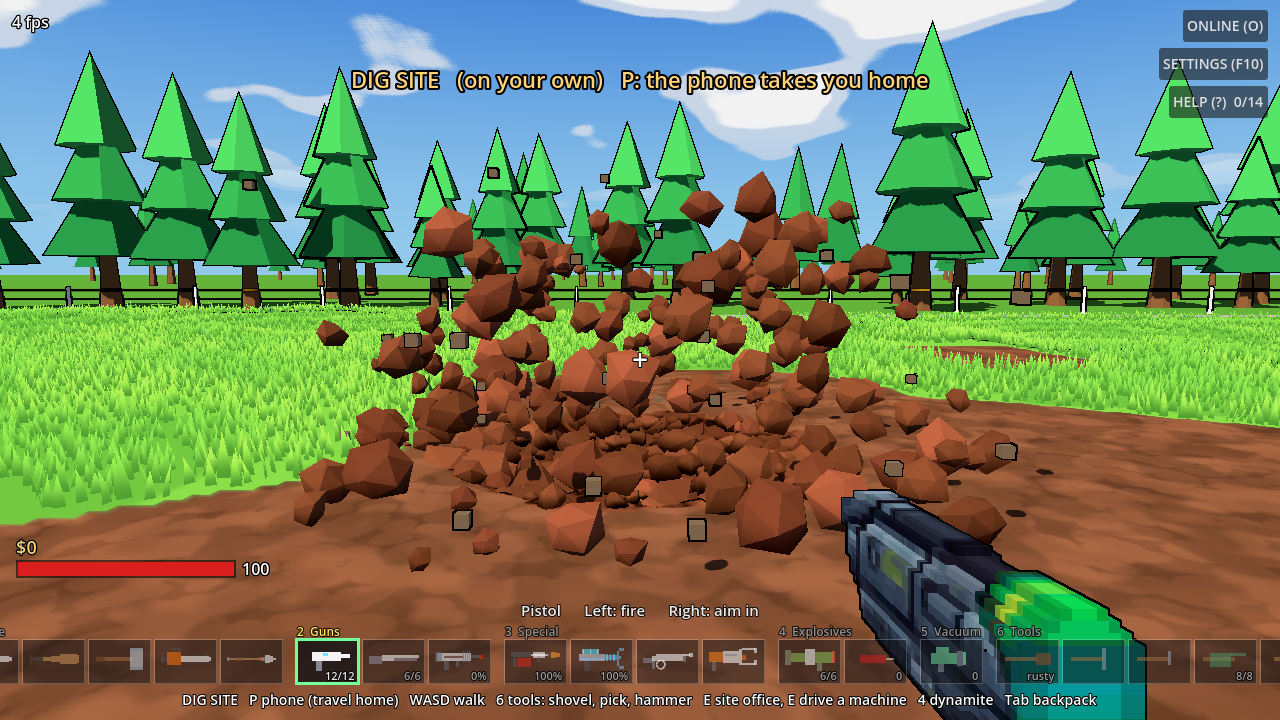 4 fps
ONLINE (O)
SETTINGS (F10)
HELP (?) 0/14
DIG SITE (on your own) P: the phone takes you home
$0
100
Pistol Left: fire Right: aim in
2 Guns 3 Special 4 Explosives 5 Vacuum 6 Tools
12/12 6/6 0% 100% 100% 6/6 0 0 rusty 8/8
DIG SITE P phone (travel home) WASD walk 6 tools: shovel, pick, hammer E site office, E drive a machine 4 dynamite Tab backpack